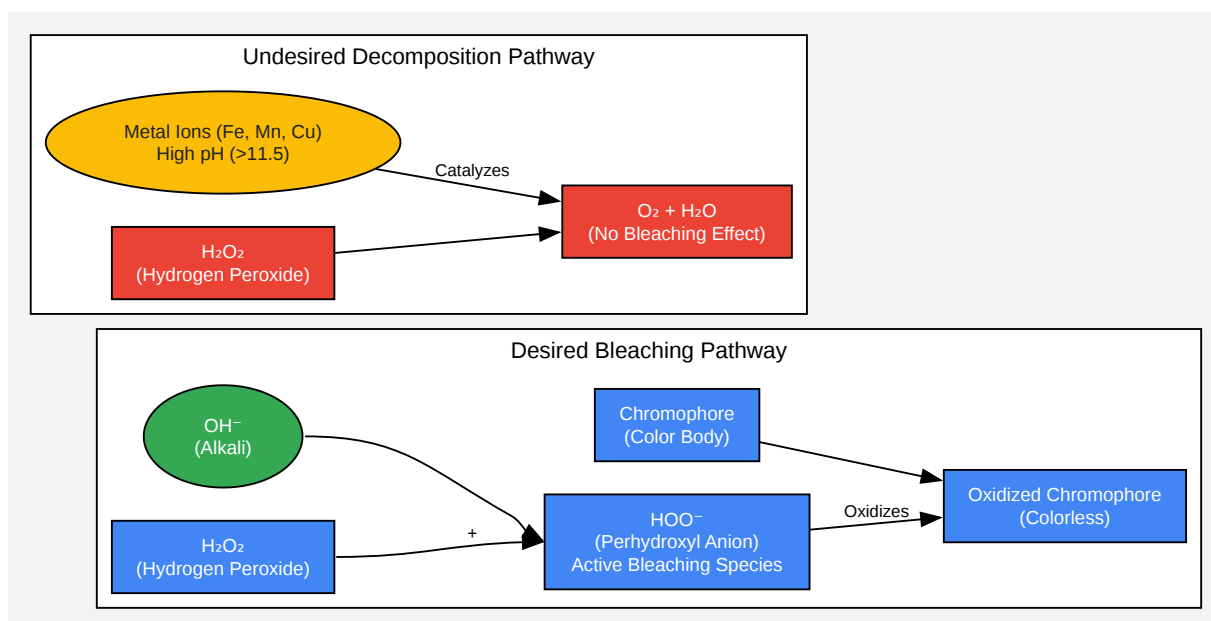 Undesired Decomposition Pathway
Metal Ions (Fe, Mn, Cu)
High pH (>11.5)
Catalyzes
O₂ + H₂O
(No Bleaching Effect)
H₂O₂
(Hydrogen Peroxide)
Desired Bleaching Pathway
OH⁻
(Alkali)
Chromophore
(Color Body)
H₂O₂
(Hydrogen Peroxide)
+
HOO⁻
(Perhydroxyl Anion)
Active Bleaching Species
Oxidizes
Oxidized Chromophore
(Colorless)